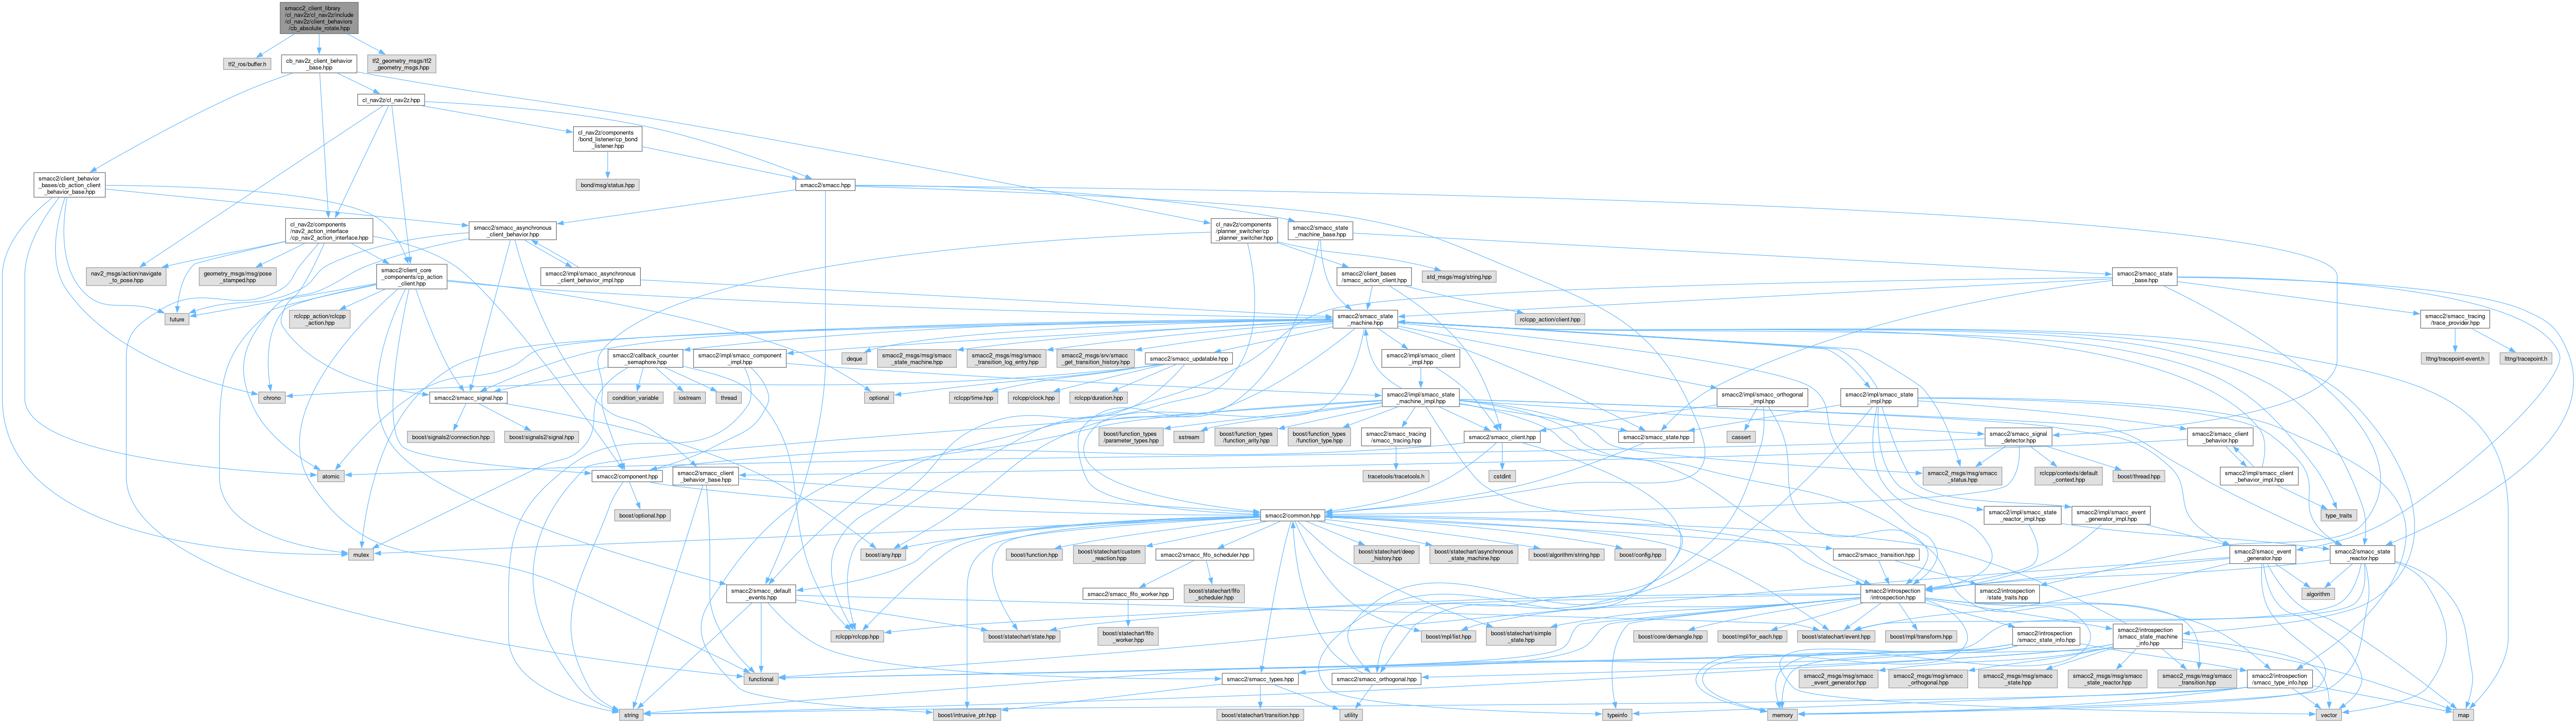 smacc2_client_library
/cl_nav2z/cl_nav2z/include
/cl_nav2z/client_behaviors
/cb_absolute_rotate.hpp
tf2_ros/buffer.h
cb_nav2z_client_behavior
_base.hpp
tf2_geometry_msgs/tf2
_geometry_msgs.hpp
cl_nav2z/cl_nav2z.hpp
cl_nav2z/components
/bond_listener/cp_bond
_listener.hpp
bond/msg/status.hpp
smacc2/client_behavior
_bases/cb_action_client
_behavior_base.hpp
smacc2/smacc.hpp
cl_nav2z/components
/nav2_action_interface
/cp_nav2_action_interface.hpp
smacc2/smacc_asynchronous
_client_behavior.hpp
cl_nav2z/components
/planner_switcher/cp
_planner_switcher.hpp
smacc2/smacc_state
_machine_base.hpp
nav2_msgs/action/navigate
_to_pose.hpp
geometry_msgs/msg/pose
_stamped.hpp
smacc2/client_core
_components/cp_action
_client.hpp
smacc2/impl/smacc_asynchronous
_client_behavior_impl.hpp
smacc2/client_bases
/smacc_action_client.hpp
std_msgs/msg/string.hpp
smacc2/smacc_state
_base.hpp
future
rclcpp_action/rclcpp
_action.hpp
smacc2/smacc_state
_machine.hpp
rclcpp_action/client.hpp
smacc2/smacc_tracing
/trace_provider.hpp
deque
smacc2/callback_counter
_semaphore.hpp
smacc2/impl/smacc_component
_impl.hpp
smacc2_msgs/msg/smacc
_state_machine.hpp
smacc2_msgs/msg/smacc
_transition_log_entry.hpp
smacc2_msgs/srv/smacc
_get_transition_history.hpp
smacc2/smacc_updatable.hpp
smacc2/impl/smacc_client
_impl.hpp
lttng/tracepoint-event.h
lttng/tracepoint.h
chrono
smacc2/smacc_signal.hpp
condition_variable
iostream
thread
optional
rclcpp/time.hpp
rclcpp/clock.hpp
rclcpp/duration.hpp
smacc2/impl/smacc_state
_machine_impl.hpp
smacc2/impl/smacc_orthogonal
_impl.hpp
smacc2/impl/smacc_state
_impl.hpp
boost/signals2/connection.hpp
boost/signals2/signal.hpp
boost/function_types
/parameter_types.hpp
sstream
boost/function_types
/function_arity.hpp
boost/function_types
/function_type.hpp
smacc2/smacc_tracing
/smacc_tracing.hpp
smacc2/smacc_client.hpp
cassert
smacc2/smacc_state.hpp
smacc2/smacc_signal
_detector.hpp
smacc2/smacc_client
_behavior.hpp
atomic
smacc2/component.hpp
smacc2/smacc_client
_behavior_base.hpp
tracetools/tracetools.h
cstdint
smacc2_msgs/msg/smacc
_status.hpp
rclcpp/contexts/default
_context.hpp
boost/thread.hpp
smacc2/impl/smacc_client
_behavior_impl.hpp
boost/optional.hpp
smacc2/common.hpp
smacc2/impl/smacc_state
_reactor_impl.hpp
smacc2/impl/smacc_event
_generator_impl.hpp
type_traits
mutex
boost/any.hpp
boost/function.hpp
boost/statechart/custom
_reaction.hpp
smacc2/smacc_fifo_scheduler.hpp
boost/statechart/deep
_history.hpp
boost/statechart/asynchronous
_state_machine.hpp
boost/algorithm/string.hpp
boost/config.hpp
smacc2/smacc_transition.hpp
smacc2/smacc_event
_generator.hpp
smacc2/smacc_state
_reactor.hpp
smacc2/smacc_default
_events.hpp
smacc2/smacc_fifo_worker.hpp
boost/statechart/fifo
_scheduler.hpp
smacc2/introspection
/introspection.hpp
smacc2/introspection
/state_traits.hpp
algorithm
rclcpp/rclcpp.hpp
boost/statechart/state.hpp
boost/statechart/fifo
_worker.hpp
boost/mpl/list.hpp
boost/statechart/simple
_state.hpp
boost/core/demangle.hpp
boost/mpl/for_each.hpp
boost/statechart/event.hpp
boost/mpl/transform.hpp
smacc2/introspection
/smacc_state_info.hpp
smacc2/introspection
/smacc_state_machine
_info.hpp
functional
smacc2/smacc_types.hpp
smacc2/smacc_orthogonal.hpp
smacc2_msgs/msg/smacc
_event_generator.hpp
smacc2_msgs/msg/smacc
_orthogonal.hpp
smacc2_msgs/msg/smacc
_state.hpp
smacc2_msgs/msg/smacc
_state_reactor.hpp
smacc2_msgs/msg/smacc
_transition.hpp
smacc2/introspection
/smacc_type_info.hpp
string
boost/intrusive_ptr.hpp
boost/statechart/transition.hpp
utility
typeinfo
memory
vector
map